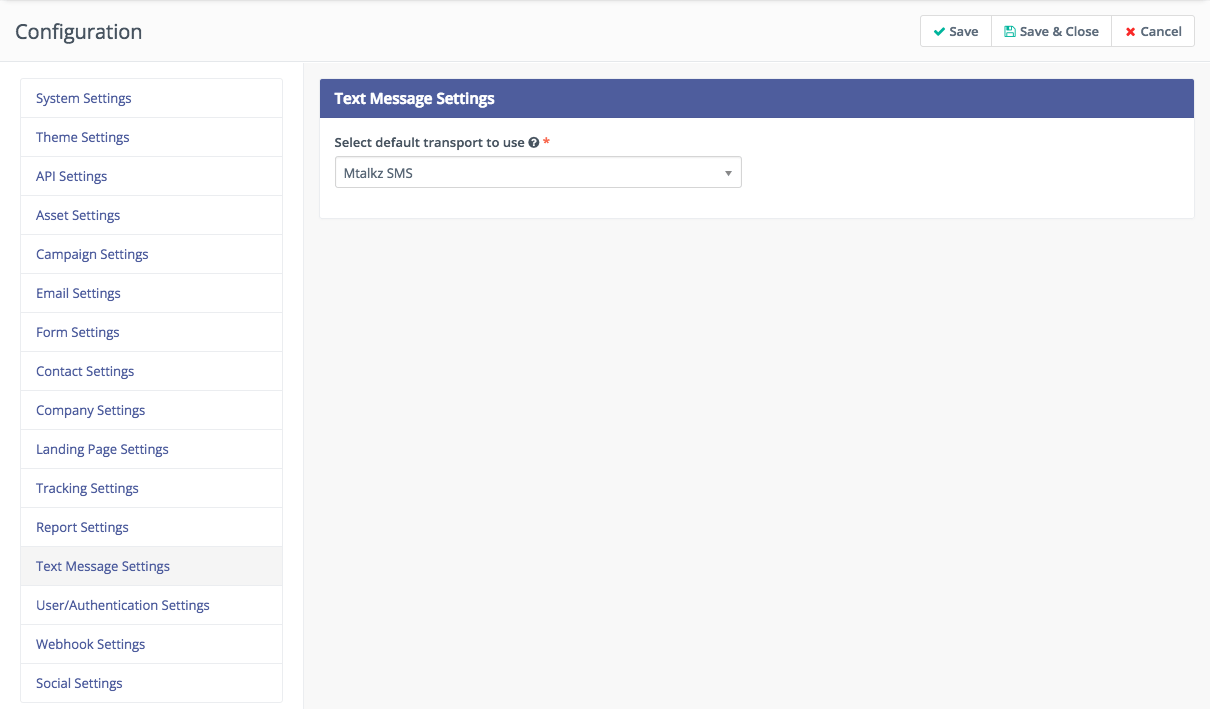 Configuration
Save
Save & Close
Cancel
System Settings
Theme Settings
API Settings
Asset Settings
Campaign Settings
Email Settings
Form Settings
Contact Settings
Company Settings
Landing Page Settings
Tracking Settings
Report Settings
Text Message Settings
User/Authentication Settings
Webhook Settings
Social Settings
Text Message Settings
Select default transport to use ? *
Mtalkz SMS